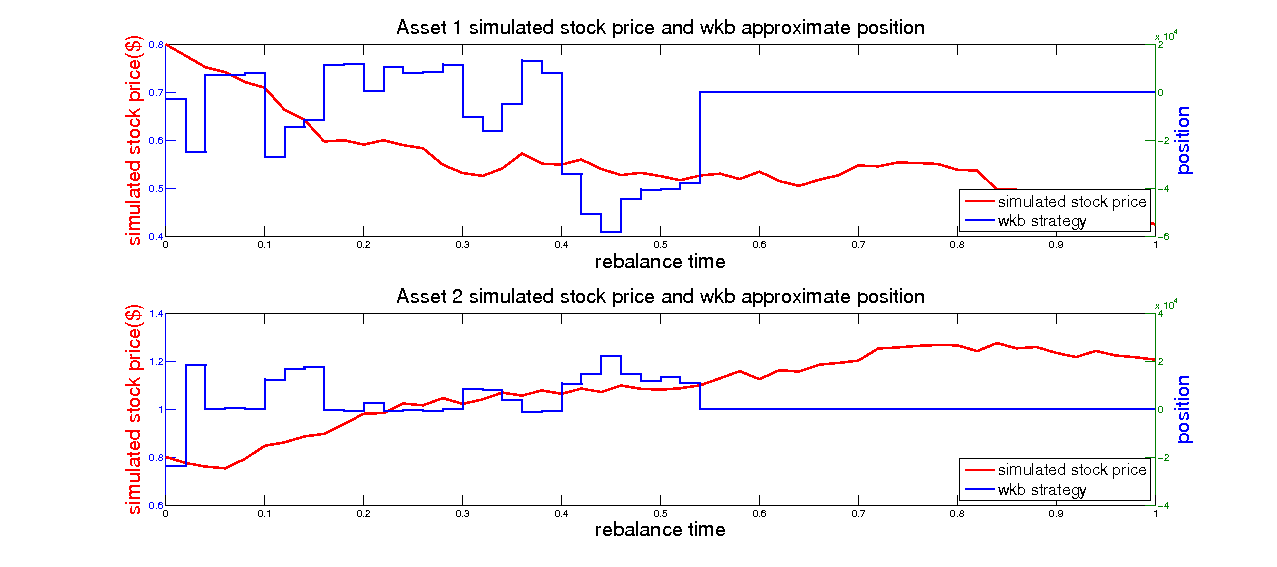 Asset 1 simulated stock price and wkb approximate position
x 10^4
0.8 2
0.7 0
0.6 -2
0.5 -4
0.4 -6
simulated stock price($)
position
simulated stock price
wkb strategy
0 0.1 0.2 0.3 0.4 0.5 0.6 0.7 0.8 0.9 1
rebalance time
Asset 2 simulated stock price and wkb approximate position
x 10^4
1.4 4
1.2 2
1 0
0.8 -2
0.6 -4
simulated stock price($)
position
simulated stock price
wkb strategy
0 0.1 0.2 0.3 0.4 0.5 0.6 0.7 0.8 0.9 1
rebalance time